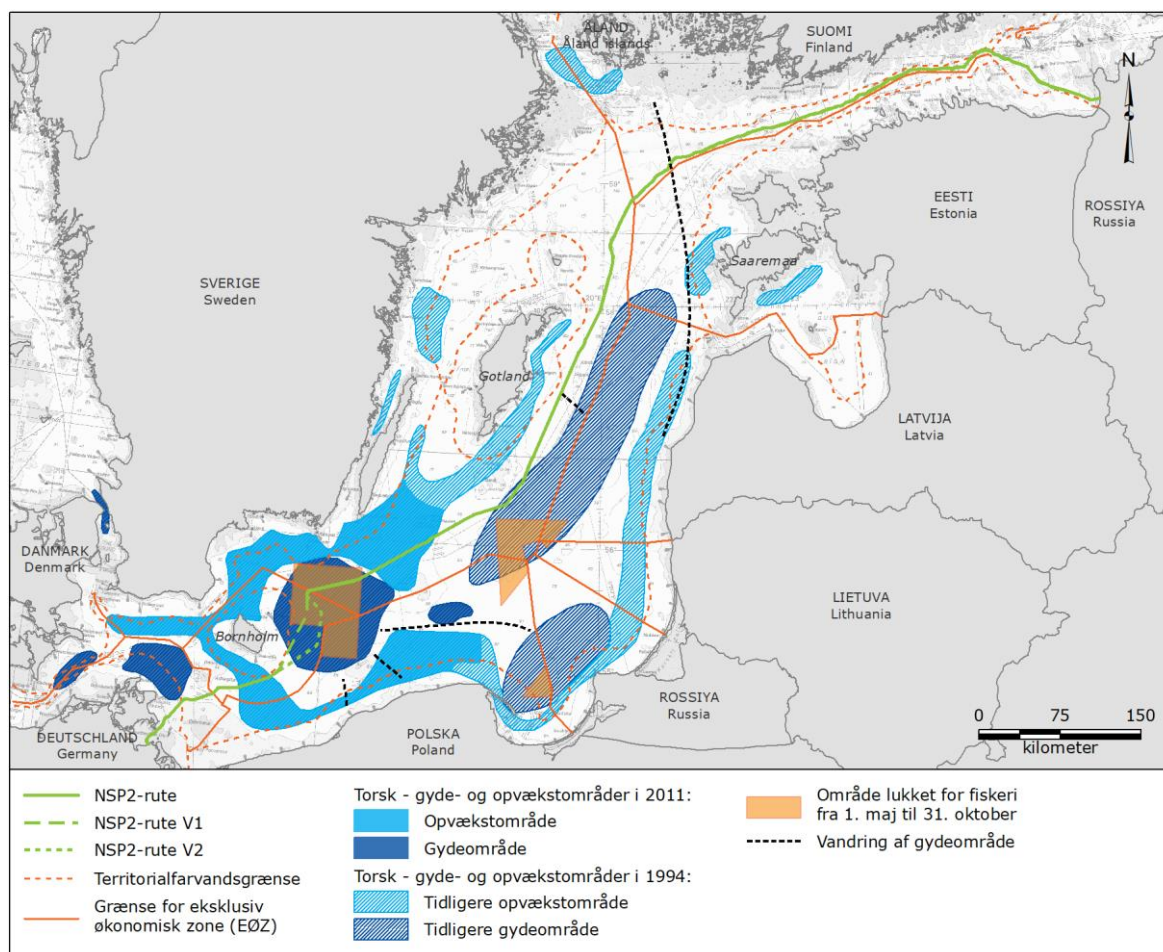 ÅLAND
Åland islands
SUOMI
Finland
N
EESTI
Estonia
ROSSIYA
Russia
SVERIGE
Sweden
Saaremaa
Gotland
LATVIJA
Latvia
DANMARK
Denmark
56°
LIETUVA
Lithuania
Bornholm
ROSSIYA
Russia
POLSKA
Poland
DEUTSCHLAND
Germany
0 75 150
kilometer
NSP2-rute
NSP2-rute V1
NSP2-rute V2
Territorialfarvandsgrænse
Grænse for eksklusiv
økonomisk zone (EØZ)
Torsk - gyde- og opvækstområder i 2011:
Opvækstområde
Gydeområde
Torsk - gyde- og opvækstområder i 1994:
Tidligere opvækstområde
Tidligere gydeområde
Område lukket for fiskeri
fra 1. maj til 31. oktober
Vandring af gydeområde